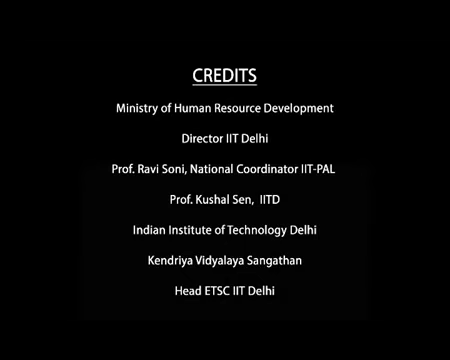 CREDITS
Ministry of Human Resource Development
Director IIT Delhi
Prof. Ravi Soni, National Coordinator IIT-PAL
Prof. Kushal Sen, IITD
Indian Institute of Technology Delhi
Kendriya Vidyalaya Sangathan
Head ETSC IIT Delhi